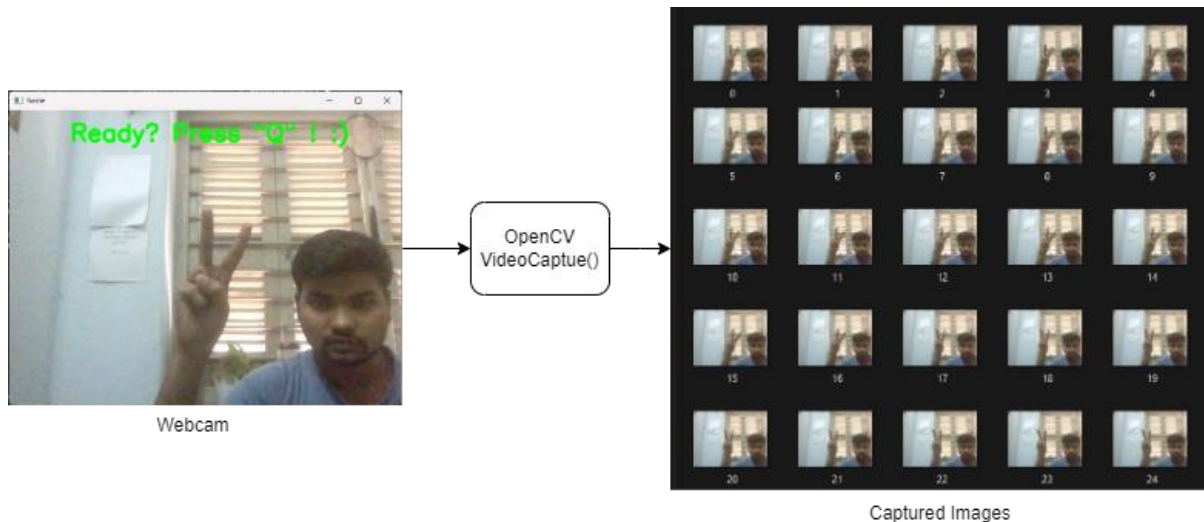 Frame
Ready? Press "Q" ! :)
Webcam
OpenCV
VideoCaptue()
0 1 2 3 4
5 6 7 8 9
10 11 12 13 14
15 16 17 18 19
20 21 22 23 24
Captured Images